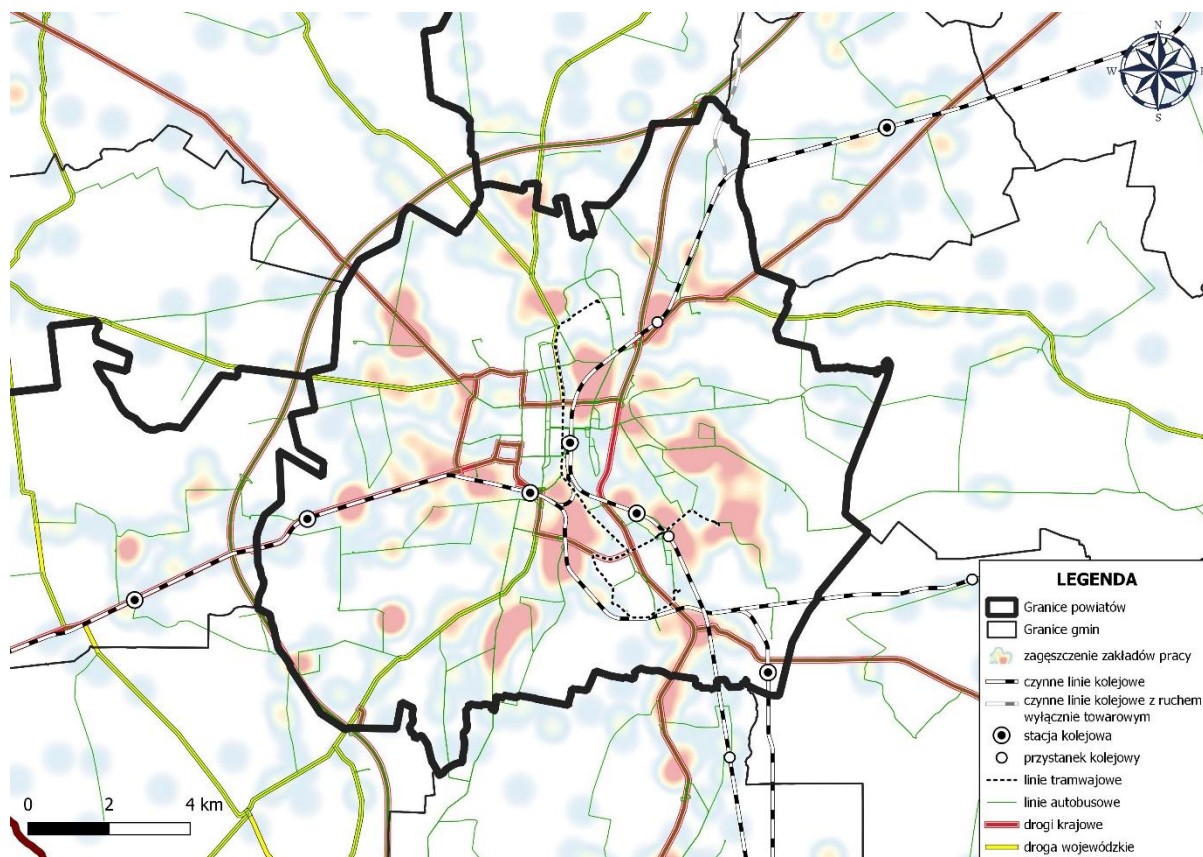 N
W
S
LEGENDA
Granice powiatów
Granice gmin
zagęszczenie zakładów pracy
czynne linie kolejowe
czynne linie kolejowe z ruchem
wyłącznie towarowym
stacja kolejowa
przystanek kolejowy
linie tramwajowe
linie autobusowe
drogi krajowe
droga wojewódzkie
0 2 4 km